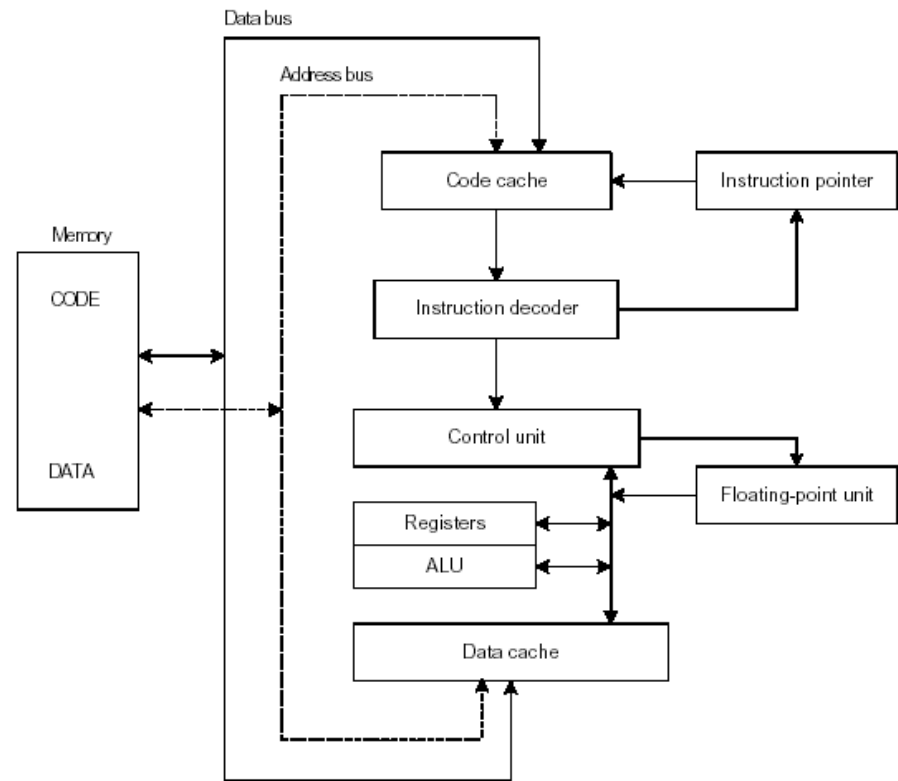 Data bus
Address bus
Code cache
Instruction pointer
Memory
CODE
Instruction decoder
Control unit
DATA
Floating-point unit
Registers
ALU
Data cache